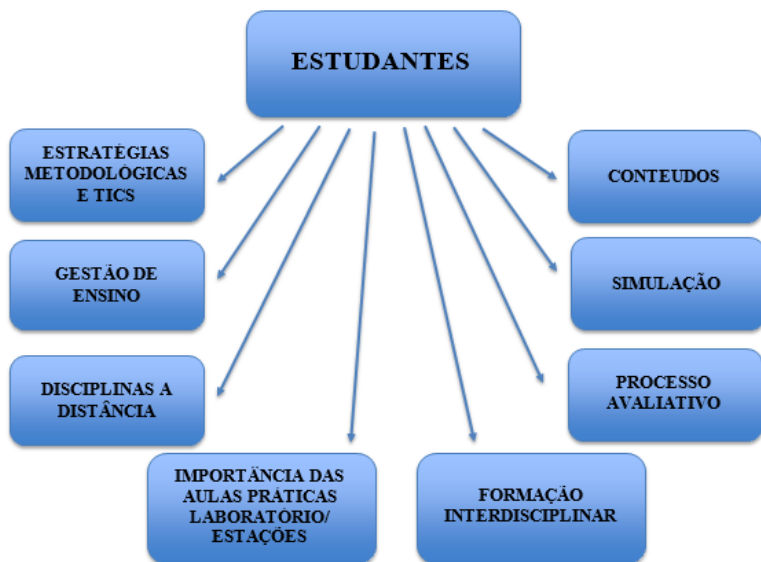 ESTUDANTES
ESTRATÉGIAS
METODOLÓGICAS
E TICS
CONTEUDOS
GESTÃO DE
ENSINO
SIMULAÇÃO
DISCIPLINAS A
DISTÂNCIA
PROCESSO
AVALIATIVO
IMPORTÂNCIA DAS
AULAS PRÁTICAS
LABORATÓRIO/
ESTAÇÕES
FORMAÇÃO
INTERDISCIPLINAR